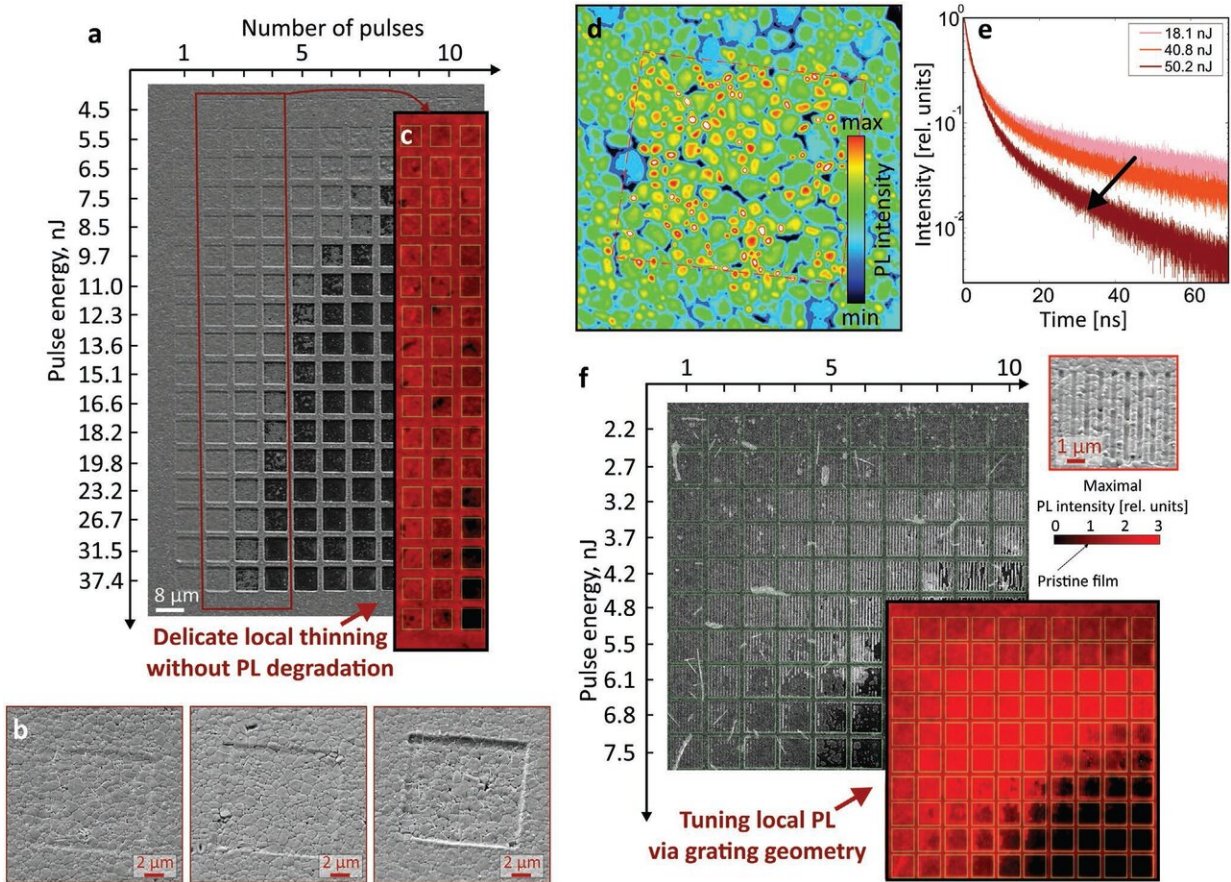 a
Number of pulses
1
5
10
Pulse energy, nJ
4.5
5.5
6.5
7.5
8.5
9.7
11.0
12.3
13.6
15.1
16.6
18.2
19.8
23.2
26.7
31.5
37.4
8 µm
c
Delicate local thinning
without PL degradation
b
2 µm
2 µm
2 µm
d
max
PL intensity
min
e
18.1 nJ
40.8 nJ
50.2 nJ
Intensity [rel. units]
10⁰
10⁻¹
10⁻²
0
20
40
60
Time [ns]
f
1
5
10
Pulse energy, nJ
2.2
2.7
3.2
3.7
4.2
4.8
5.5
6.1
6.8
7.5
1 µm
Maximal
PL intensity [rel. units]
0 1 2 3
Pristine film
Tuning local PL
via grating geometry